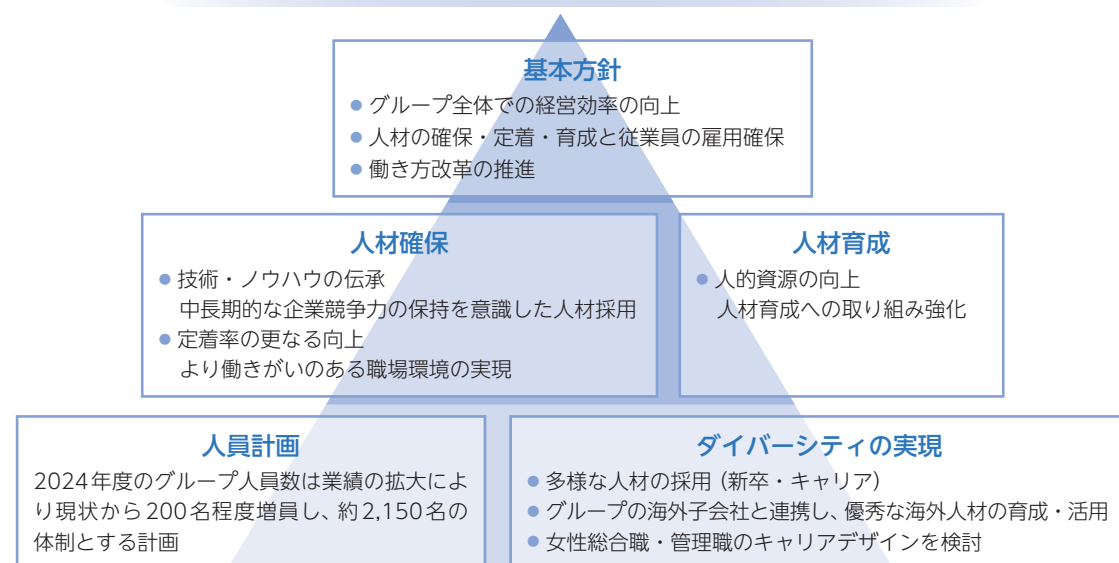 基本方針
● グループ全体での経営効率の向上
● 人材の確保・定着・育成と従業員の雇用確保
● 働き方改革の推進
人材確保
● 技術・ノウハウの伝承
中長期的な企業競争力の保持を意識した人材採用
● 定着率の更なる向上
より働きがいのある職場環境の実現
人材育成
● 人的資源の向上
人材育成への取り組み強化
人員計画
2024年度のグループ人員数は業績の拡大によ
り現状から200名程度増員し、約2,150名の
体制とする計画
ダイバーシティの実現
● 多様な人材の採用（新卒・キャリア）
● グループの海外子会社と連携し、優秀な海外人材の育成・活用
● 女性総合職・管理職のキャリアデザインを検討